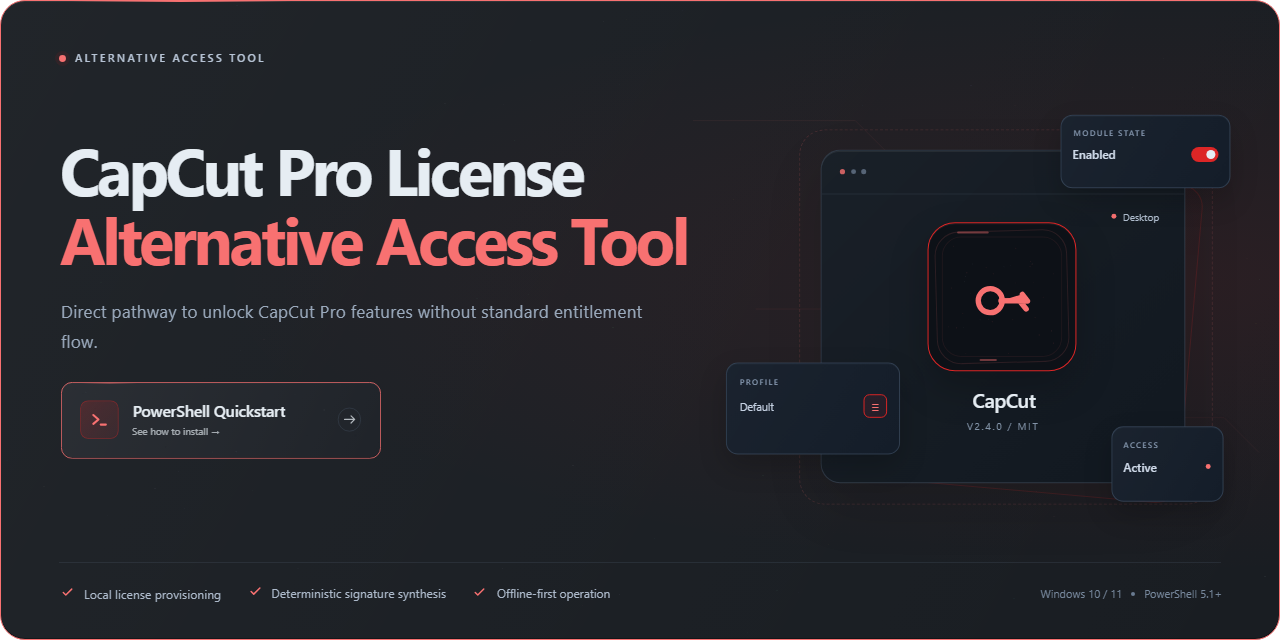 ALTERNATIVE ACCESS TOOL
CapCut Pro License
Alternative Access Tool
Direct pathway to unlock CapCut Pro features without standard entitlement
flow.
PowerShell Quickstart
See how to install →
MODULE STATE
Enabled
Desktop
PROFILE
Default
CapCut
V2.4.0 / MIT
ACCESS
Active
Local license provisioning
Deterministic signature synthesis
Offline-first operation
Windows 10 / 11 • PowerShell 5.1+